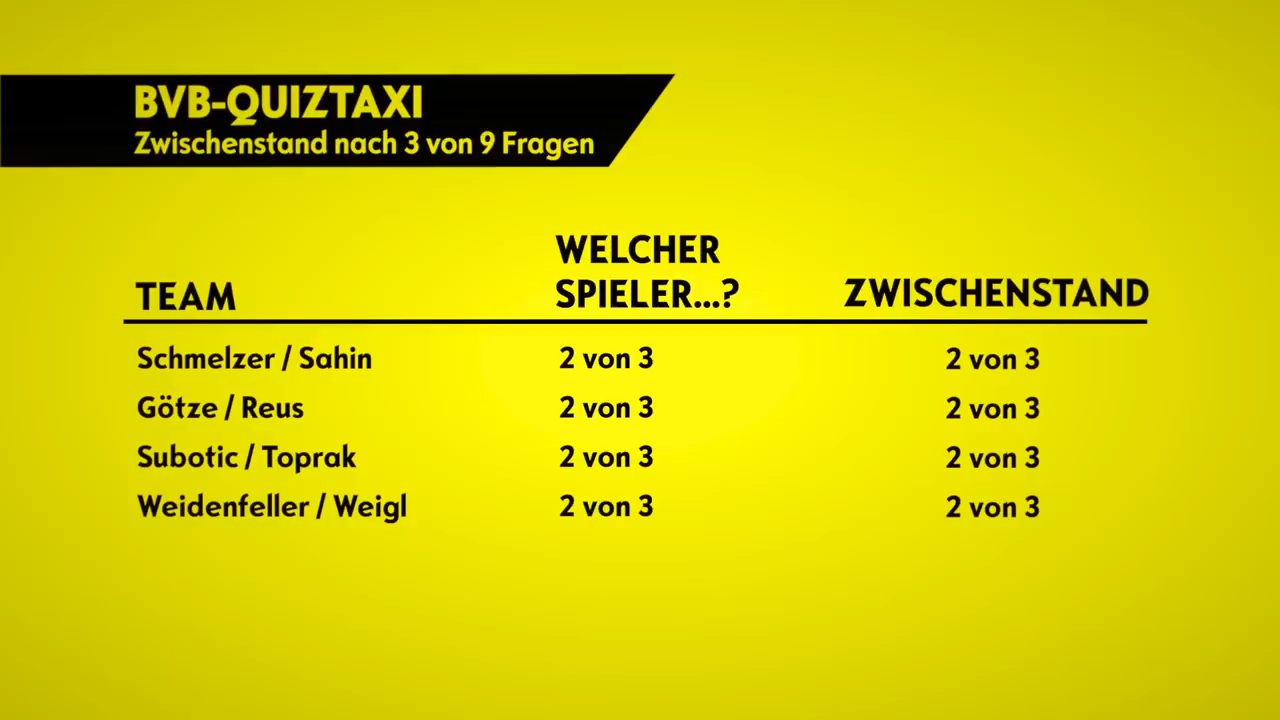 BVB-QUIZTAXI
Zwischenstand nach 3 von 9 Fragen
TEAM WELCHER SPIELER...? ZWISCHENSTAND
Schmelzer / Sahin 2 von 3 2 von 3
Götze / Reus 2 von 3 2 von 3
Subotic / Toprak 2 von 3 2 von 3
Weidenfeller / Weigl 2 von 3 2 von 3